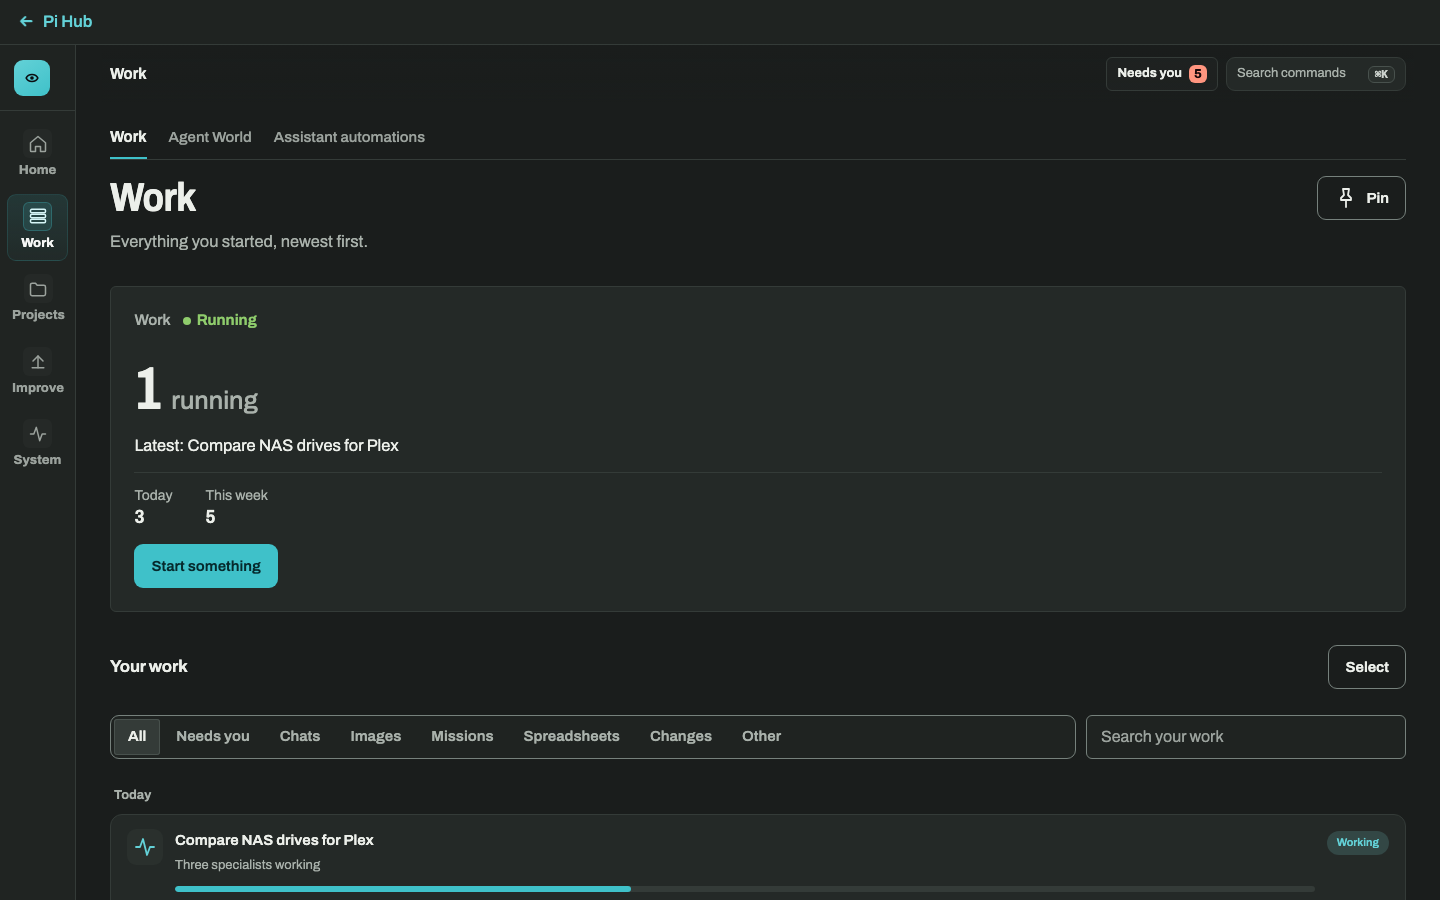 Pi Hub
Work
Needs you 5
Search commands ⌘K
Home
Work
Projects
Improve
System
Work Agent World Assistant automations
Work
Pin
Everything you started, newest first.
Work Running
1 running
Latest: Compare NAS drives for Plex
Today This week
3 5
Start something
Your work
Select
All Needs you Chats Images Missions Spreadsheets Changes Other
Search your work
Today
Compare NAS drives for Plex
Working
Three specialists working